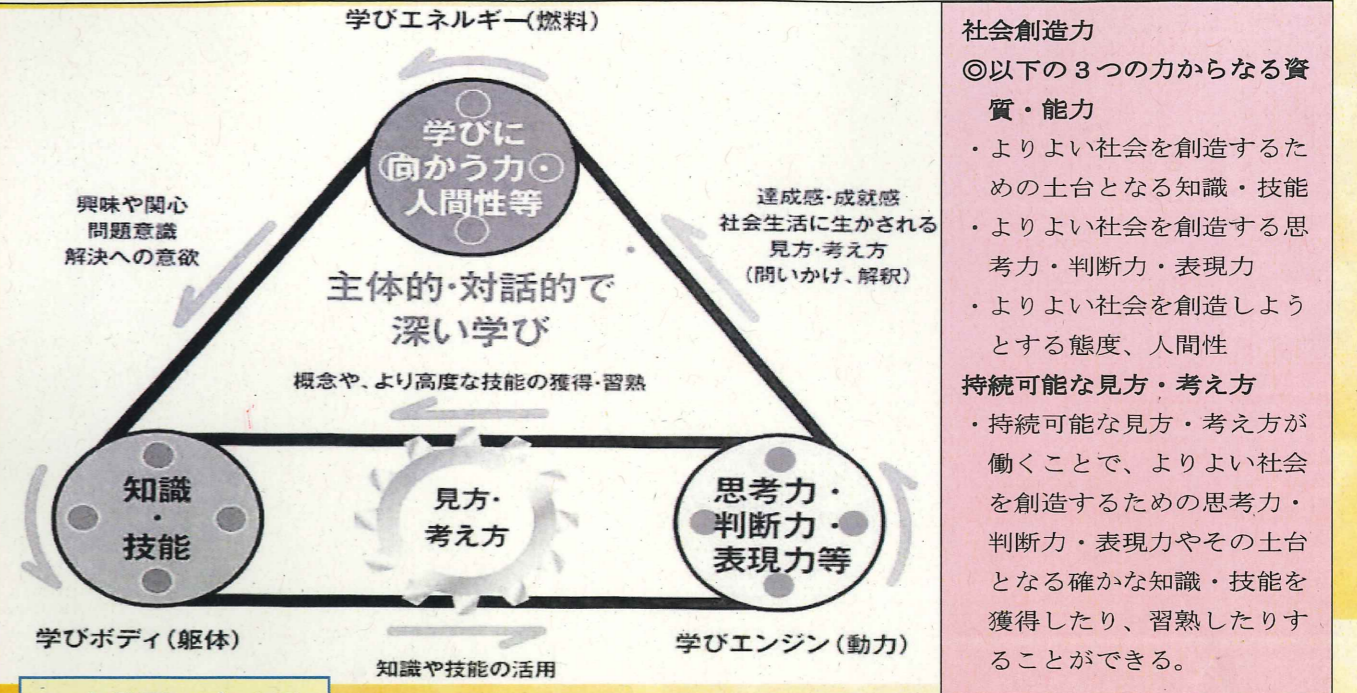 学びエネルギー(燃料)
学びに
向かう力・
人間性等
興味や関心
問題意識
解決への意欲
達成感・成就感
社会生活に生かされる
見方・考え方
(問いかけ、解釈)
主体的・対話的で
深い学び
概念や、より高度な技能の獲得・習熟
知識
・
技能
見方・
考え方
思考力・
判断力・
表現力等
学びボディ(躯体)
学びエンジン(動力)
知識や技能の活用
社会創造力
◎以下の3つの力からなる資
質・能力
・よりよい社会を創造するた
めの土台となる知識・技能
・よりよい社会を創造する思
考力・判断力・表現力
・よりよい社会を創造しよう
とする態度、人間性
持続可能な見方・考え方
・持続可能な見方・考え方が
働くことで、よりよい社会
を創造するための思考力・
判断力・表現力やその土台
となる確かな知識・技能を
獲得したり、習熟したりす
ることができる。